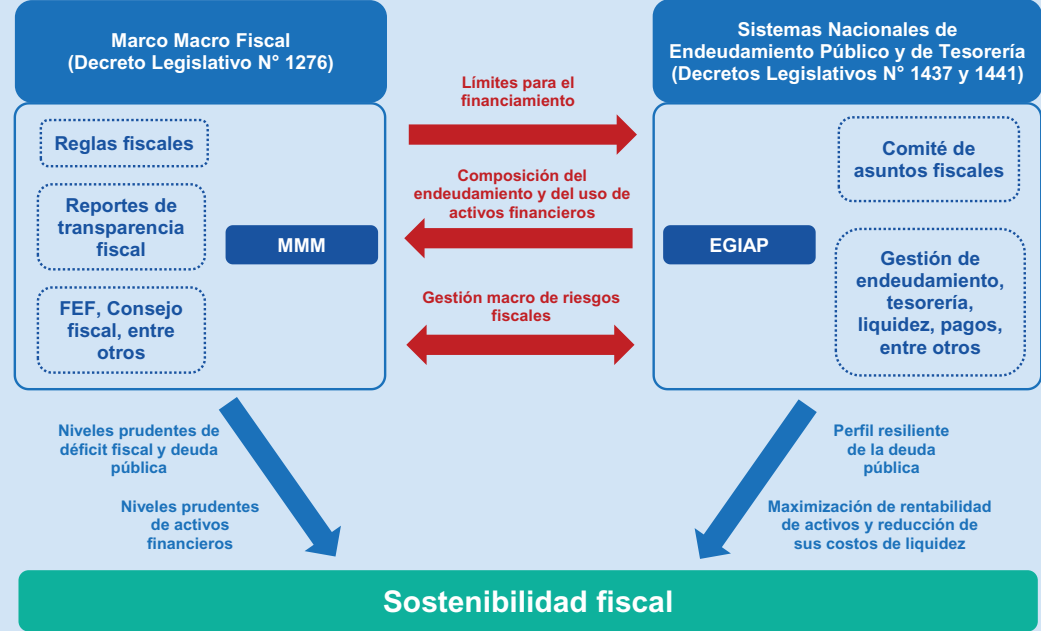 Marco Macro Fiscal
(Decreto Legislativo N° 1276)
Reglas fiscales
Reportes de
transparencia
fiscal
FEF, Consejo
fiscal, entre
otros
MMM
Límites para el
financiamiento
Composición del
endeudamiento y del uso de
activos financieros
Gestión macro de riesgos
fiscales
Sistemas Nacionales de
Endeudamiento Público y de Tesorería
(Decretos Legislativos N° 1437 y 1441)
EGIAP
Comité de
asuntos fiscales
Gestión de
endeudamiento,
tesorería,
liquidez, pagos,
entre otros
Niveles prudentes de
déficit fiscal y deuda
pública
Niveles prudentes
de activos
financieros
Perfil resiliente
de la deuda
pública
Maximización de rentabilidad
de activos y reducción de
sus costos de liquidez
Sostenibilidad fiscal